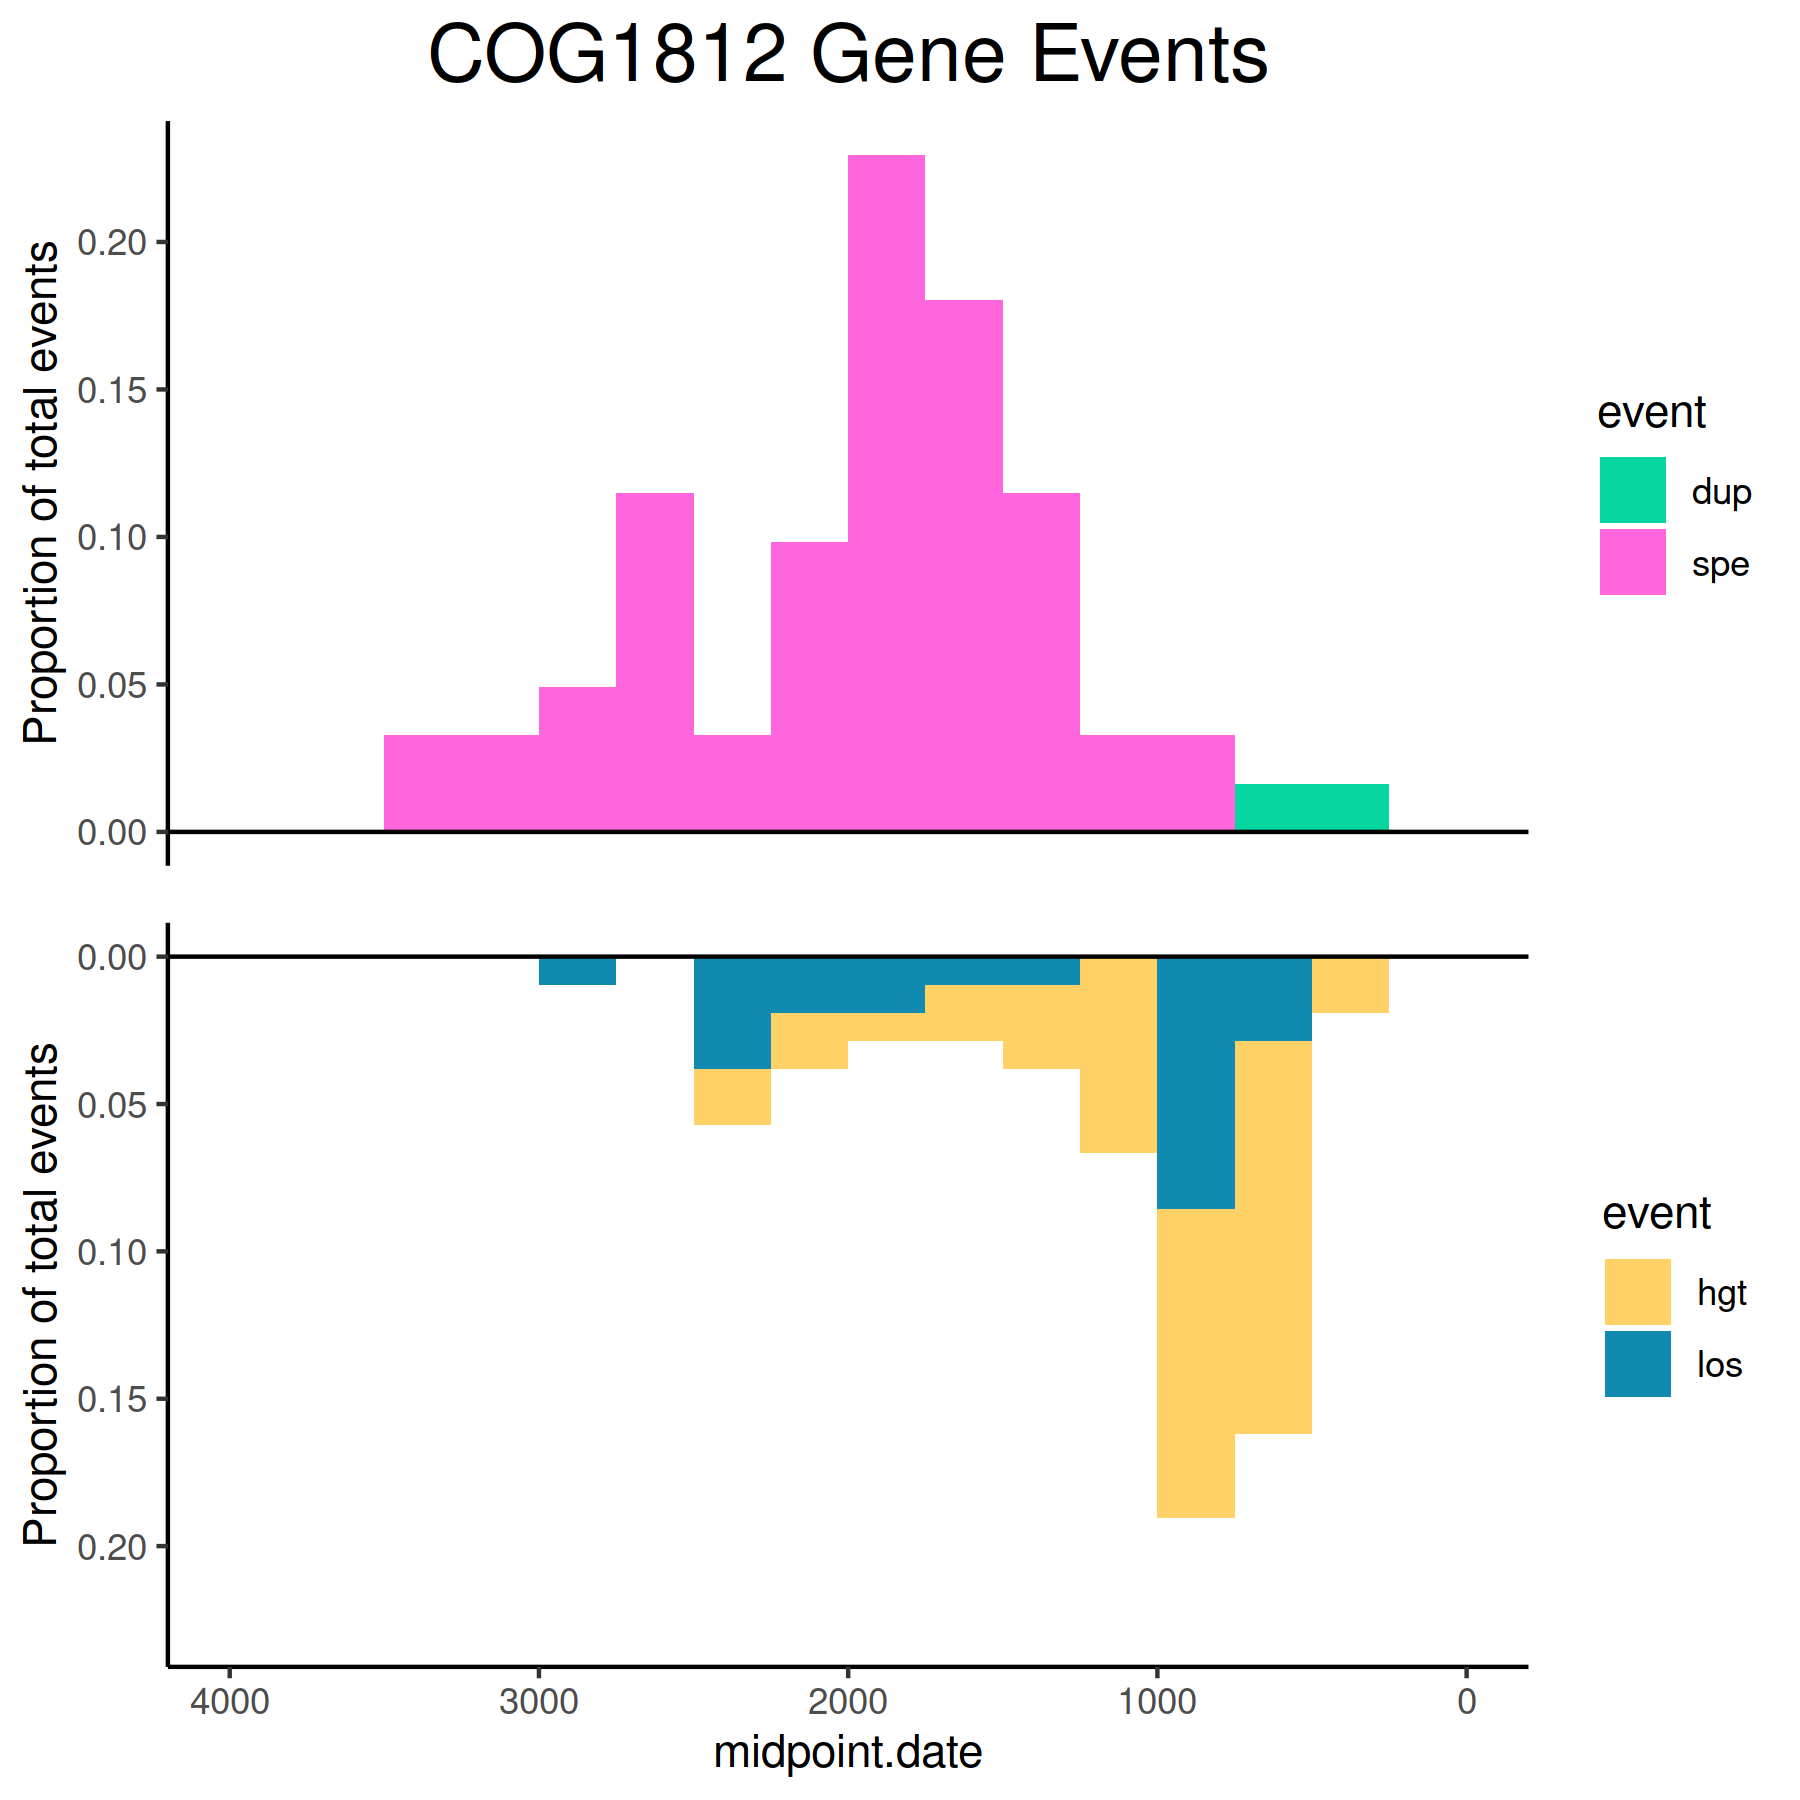 COG1812 Gene Events
Proportion of total events
0.20
0.15
0.10
0.05
0.00
event
dup
spe
Proportion of total events
0.00
0.05
0.10
0.15
0.20
event
hgt
los
4000 3000 2000 1000 0
midpoint.date